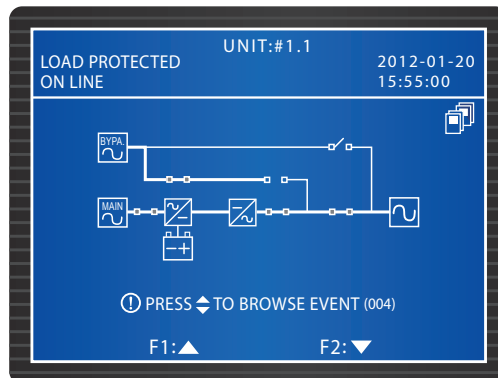 UNIT:#1.1
LOAD PROTECTED
ON LINE
2012-01-20
15:55:00
BYPA.
MAIN
PRESS TO BROWSE EVENT (004)
F1:
F2: